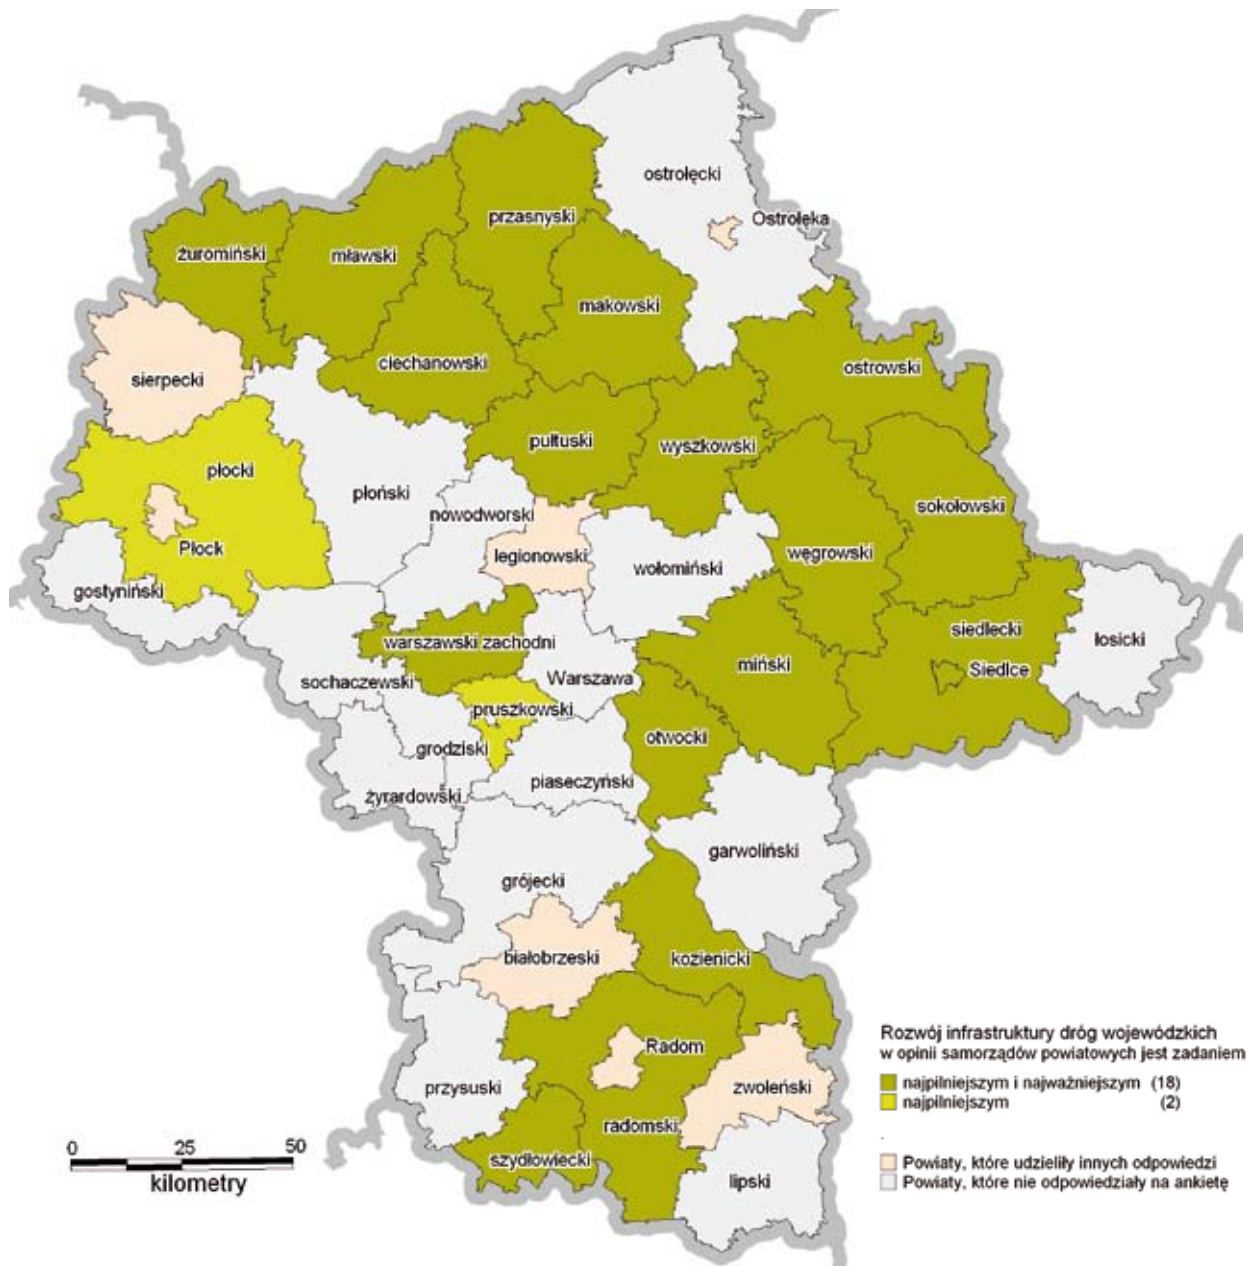 ostrołęcki
Ostrołęka
przasnyski
żuromiński
mławski
makowski
ciechanowski
ostrowski
sierpecki
pułtuski
wyszkowski
płocki
płoński
sokołowski
nowodworski
Płock
legionowski
wołomiński
węgrowski
gostyniński
siedlecki
łosicki
warszawski zachodni
miński
Siedlce
sochaczewski
Warszawa
pruszkowski
otwocki
grodziski
piaseczyński
żyrardowski
garwoliński
grójecki
białobrzeski
kozienicki
Radom
przysuski
zwoleński
radomski
szydłowiecki
lipski
Rozwój infrastruktury dróg wojewódzkich
w opinii samorządów powiatowych jest zadaniem
najpilniejszym i najważniejszym (18)
najpilniejszym (2)
.
Powiaty, które udzieliły innych odpowiedzi
Powiaty, które nie odpowiedziały na ankietę
0 25 50
kilometry